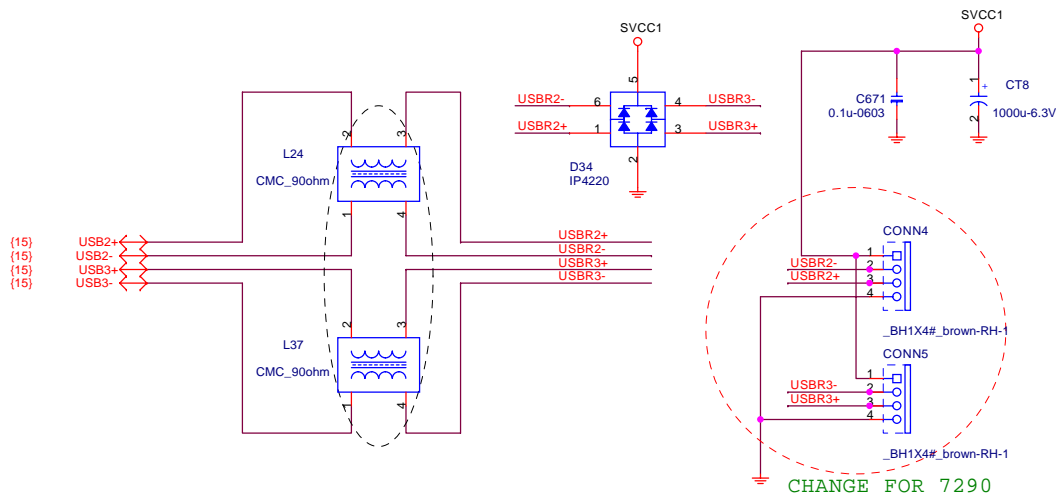 SVCC1
5
USBR2-
6
4
USBR3-
USBR2+
1
3
USBR3+
2
D34
IP4220
SVCC1
C671
0.1u-0603
1
+
CT8
1000u-6.3V
2
2
3
L24
CMC_90ohm
1
4
{15}
USB2+
{15}
USB2-
{15}
USB3+
{15}
USB3-
USBR2+
USBR2-
USBR3+
USBR3-
2
3
L37
CMC_90ohm
1
4
CONN4
1
USBR2-
2
USBR2+
3
4
_BH1X4#_brown-RH-1
CONN5
1
USBR3-
2
USBR3+
3
4
_BH1X4#_brown-RH-1
CHANGE FOR 7290